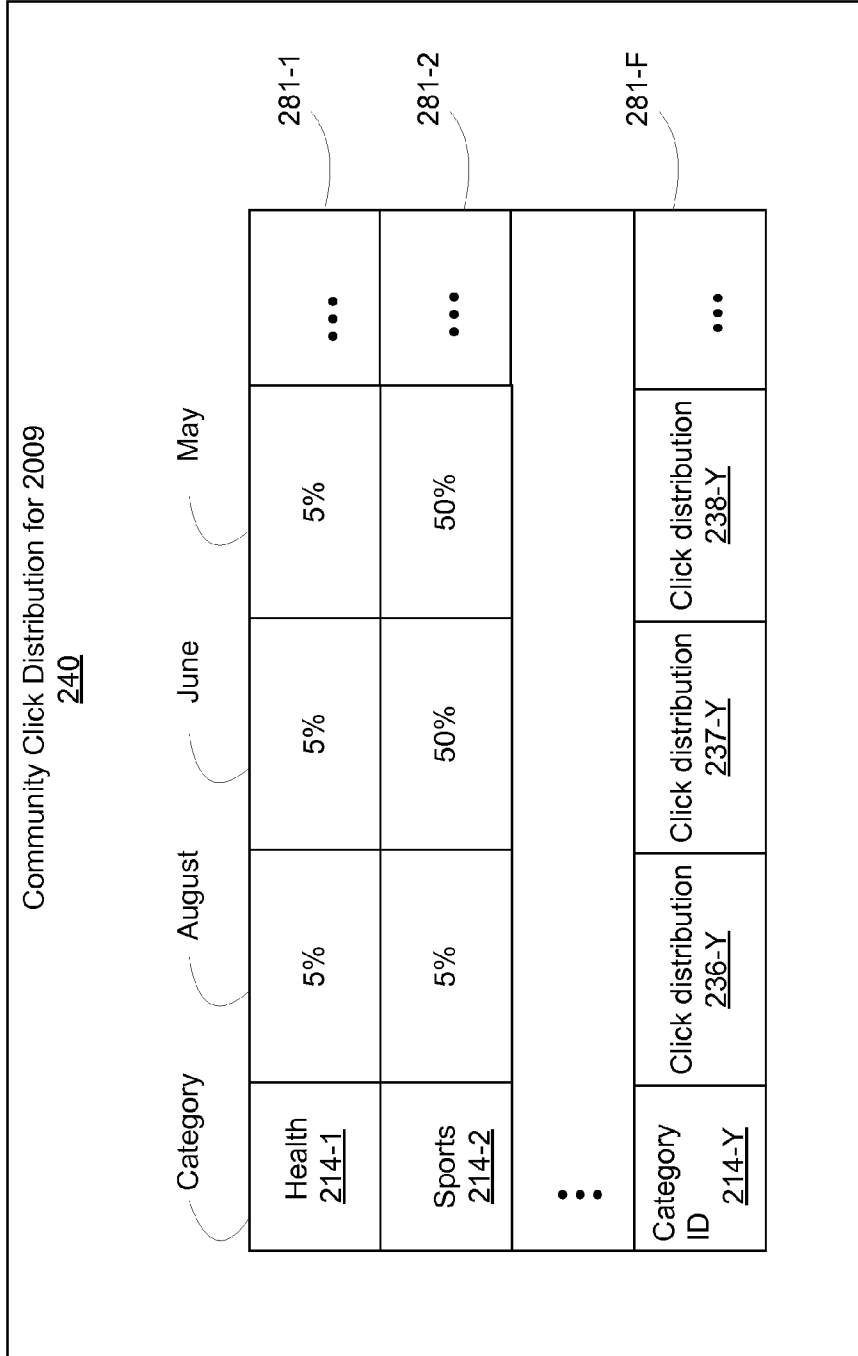 Community Click Distribution for 2009
240
Category
August
June
May
Health
214-1
5%
5%
5%
...
281-1
Sports
214-2
5%
50%
50%
...
281-2
...
Category
ID
214-Y
Click distribution
236-Y
Click distribution
237-Y
Click distribution
238-Y
...
281-F